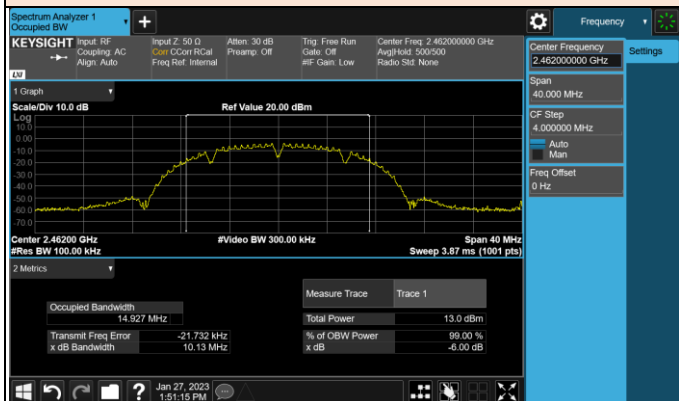 Spectrum Analyzer 1
Occupied BW
Frequency
KEYSIGHT
Input: RF
Coupling: AC
Align: Auto
Input Z: 50 Ω
Corr CCorr RCal
Freq Ref: Internal
Atten: 30 dB
Preamp: Off
Trig: Free Run
Gate: Off
#IF Gain: Low
Center Freq: 2.462000000 GHz
Avg|Hold: 500/500
Radio Std: None
LXI
Center Frequency
2.462000000 GHz
Settings
Span
40.000 MHz
CF Step
4.000000 MHz
Auto
Man
Freq Offset
0 Hz
1 Graph
Scale/Div 10.0 dB
Ref Value 20.00 dBm
Log
10.0
0.00
-10.0
-20.0
-30.0
-40.0
-50.0
-60.0
-70.0
Center 2.46200 GHz
#Video BW 300.00 kHz
Span 40 MHz
#Res BW 100.00 kHz
Sweep 3.87 ms (1001 pts)
2 Metrics
Measure Trace
Trace 1
Occupied Bandwidth
14.927 MHz
Total Power
13.0 dBm
Transmit Freq Error
-21.732 kHz
% of OBW Power
99.00 %
x dB Bandwidth
10.13 MHz
x dB
-6.00 dB
?
Jan 27, 2023
1:51:15 PM